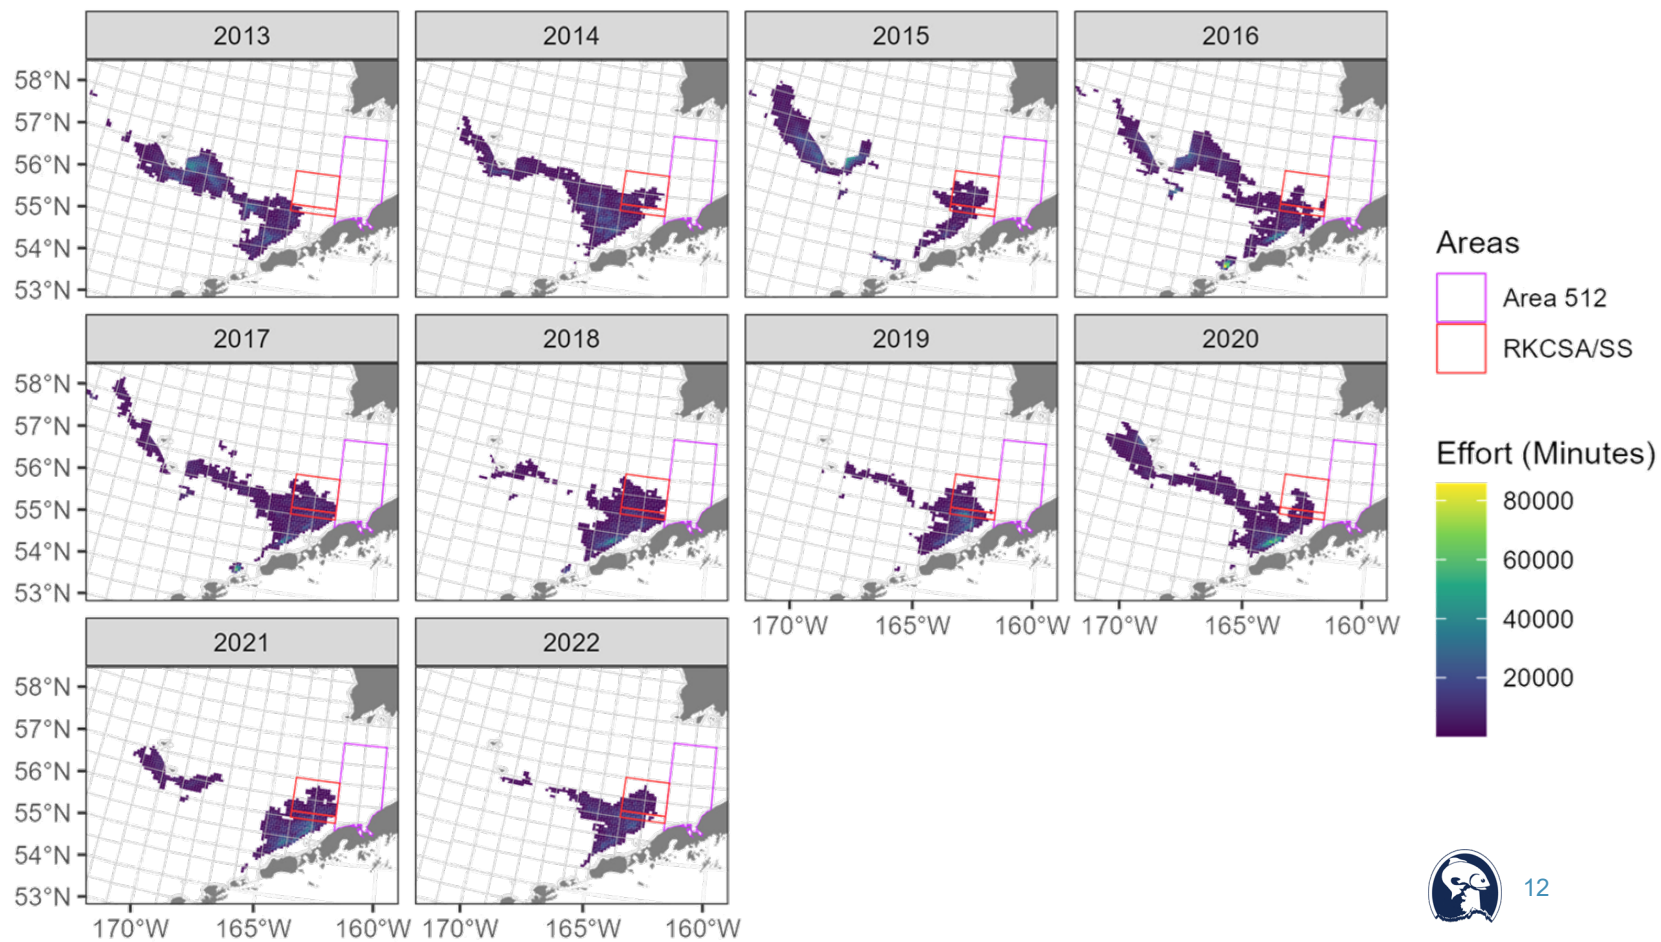 2013
2014
2015
2016
58°N
57°N
56°N
55°N
54°N
53°N
2017
2018
2019
2020
58°N
57°N
56°N
55°N
54°N
53°N
170°W 165°W 160°W
170°W 165°W 160°W
2021
2022
58°N
57°N
56°N
55°N
54°N
53°N
170°W 165°W 160°W
170°W 165°W 160°W
Areas
Area 512
RKCSA/SS
Effort (Minutes)
80000
60000
40000
20000
12